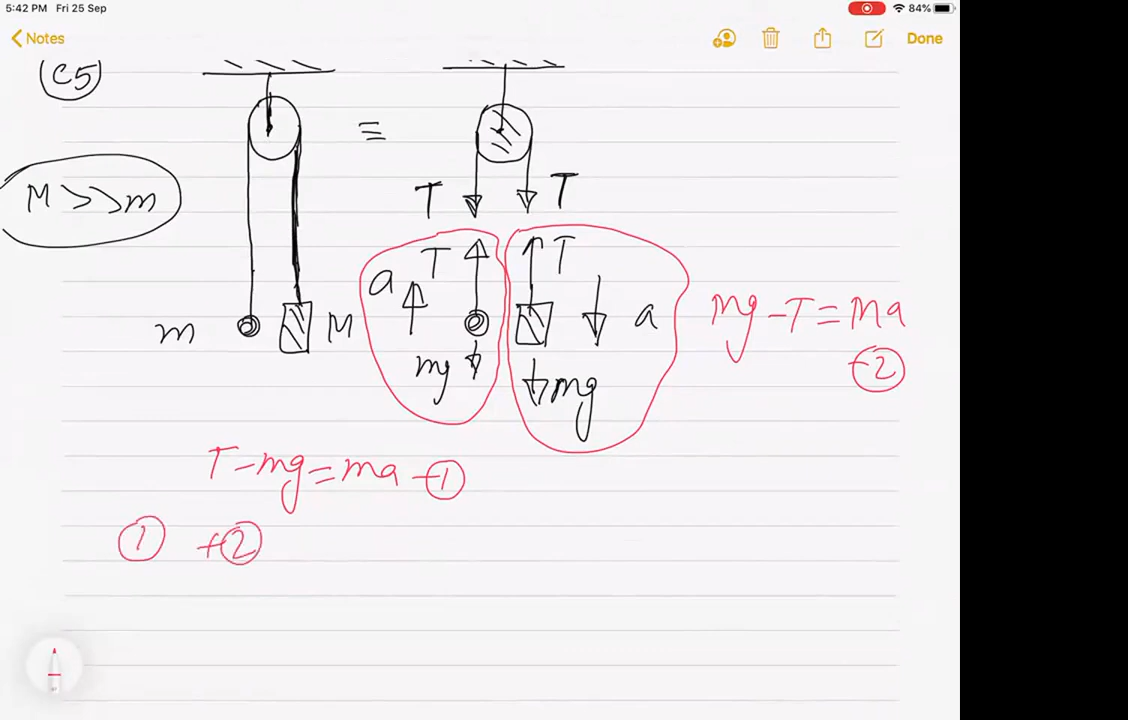 5:42 PM Fri 25 Sep
84%
Notes
Done
C5
≡
M >> m
T
T
T
T
a
a
m
M
mg
Mg
Mg - T = Ma
- 2
T - mg = ma - 1
1 + 2